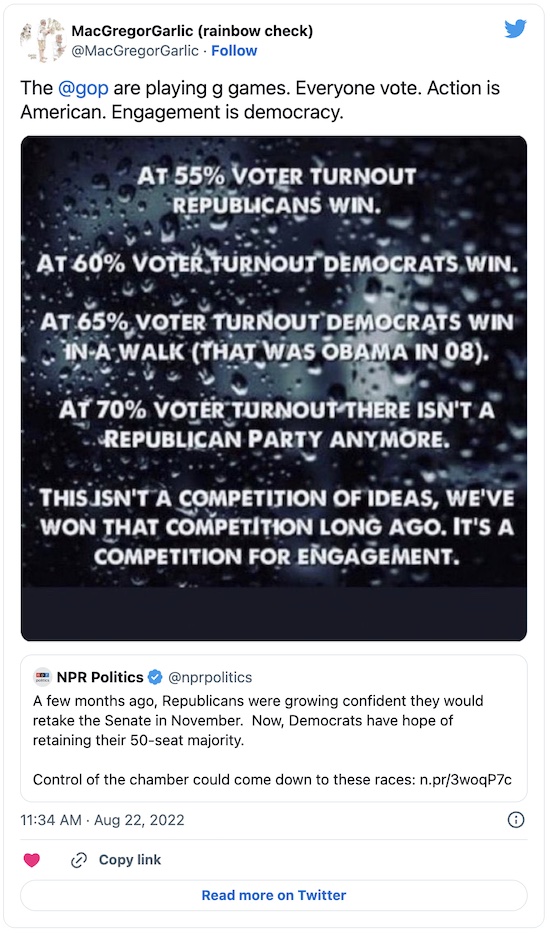 MacGregorGarlic (rainbow check)
@MacGregorGarlic · Follow
The @gop are playing g games. Everyone vote. Action is
American. Engagement is democracy.
AT 55% VOTER TURNOUT
REPUBLICANS WIN.
AT 60% VOTER TURNOUT DEMOCRATS WIN.
AT 65% VOTER TURNOUT DEMOCRATS WIN
IN A WALK (THAT WAS OBAMA IN 08).
AT 70% VOTER TURNOUT THERE ISN'T A
REPUBLICAN PARTY ANYMORE.
THIS ISN'T A COMPETITION OF IDEAS, WE'VE
WON THAT COMPETITION LONG AGO. IT'S A
COMPETITION FOR ENGAGEMENT.
NPR Politics @nprpolitics
A few months ago, Republicans were growing confident they would
retake the Senate in November. Now, Democrats have hope of
retaining their 50-seat majority.
Control of the chamber could come down to these races: n.pr/3woqP7c
11:34 AM · Aug 22, 2022
Copy link
Read more on Twitter